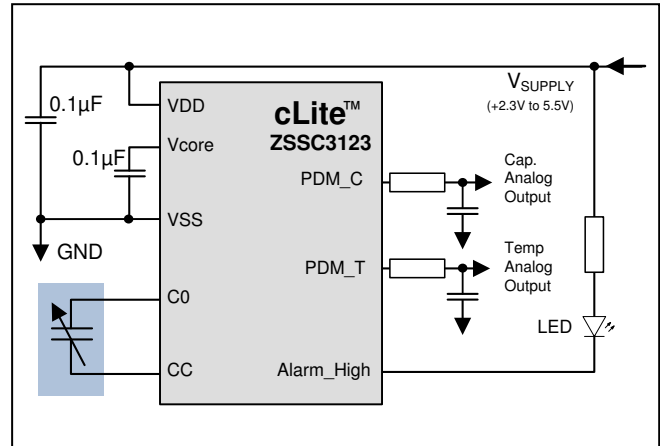 0.1µF
VDD
cLite™
ZSSC3123
VSUPPLY
(+2.3V to 5.5V)
0.1µF
Vcore
PDM_C
Cap.
Analog
Output
VSS
GND
PDM_T
Temp
Analog
Output
C0
LED
CC
Alarm_High